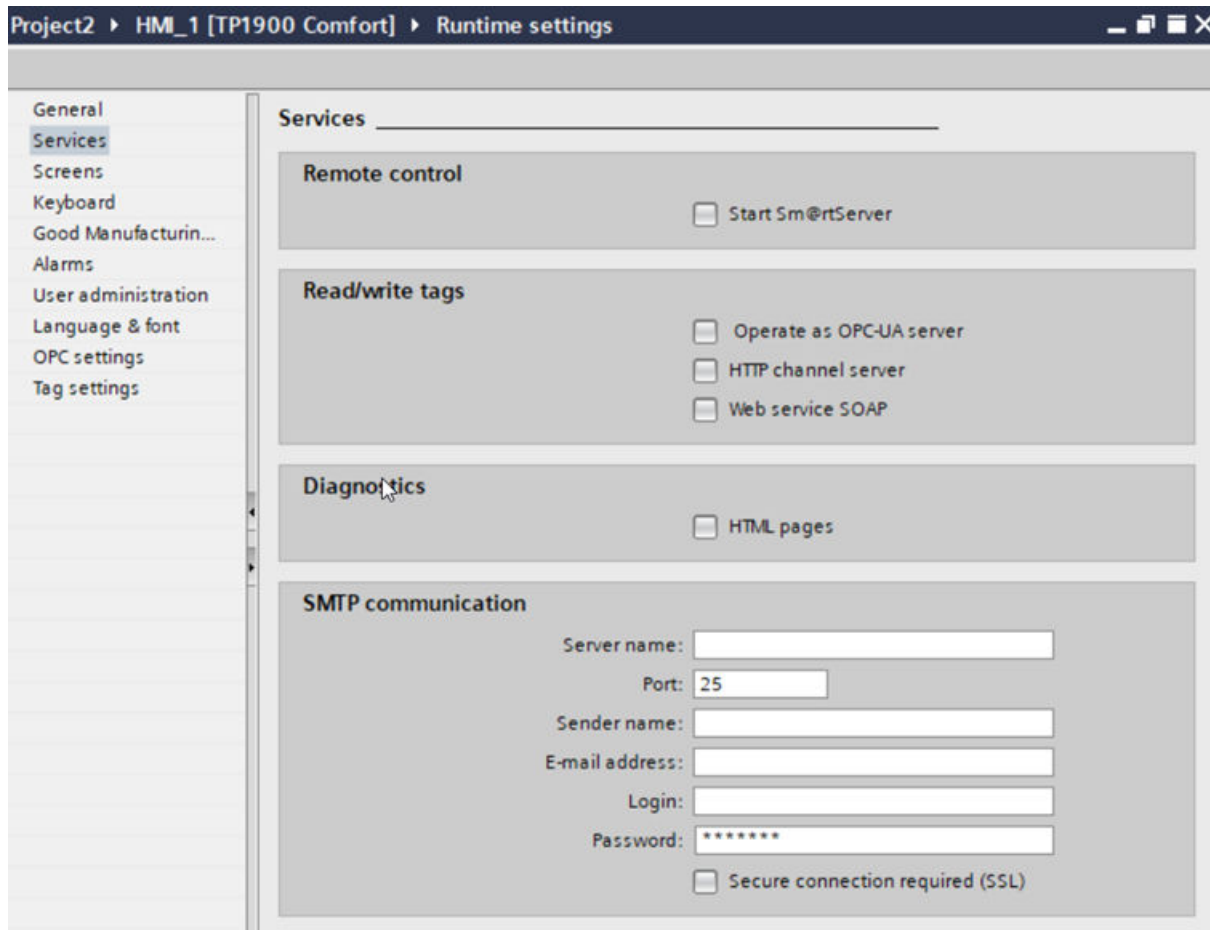 Project2 ▸ HMI_1 [TP1900 Comfort] ▸ Runtime settings
General
Services
Screens
Keyboard
Good Manufacturin...
Alarms
User administration
Language & font
OPC settings
Tag settings
Services
Remote control
Start Sm@rtServer
Read/write tags
Operate as OPC-UA server
HTTP channel server
Web service SOAP
Diagnostics
HTML pages
SMTP communication
Server name:
Port: 25
Sender name:
E-mail address:
Login:
Password: *******
Secure connection required (SSL)